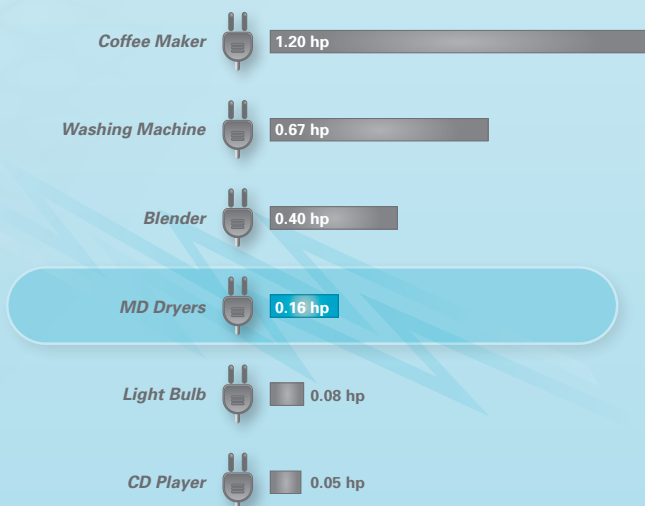 Coffee Maker 1.20 hp
Washing Machine 0.67 hp
Blender 0.40 hp
MD Dryers 0.16 hp
Light Bulb 0.08 hp
CD Player 0.05 hp